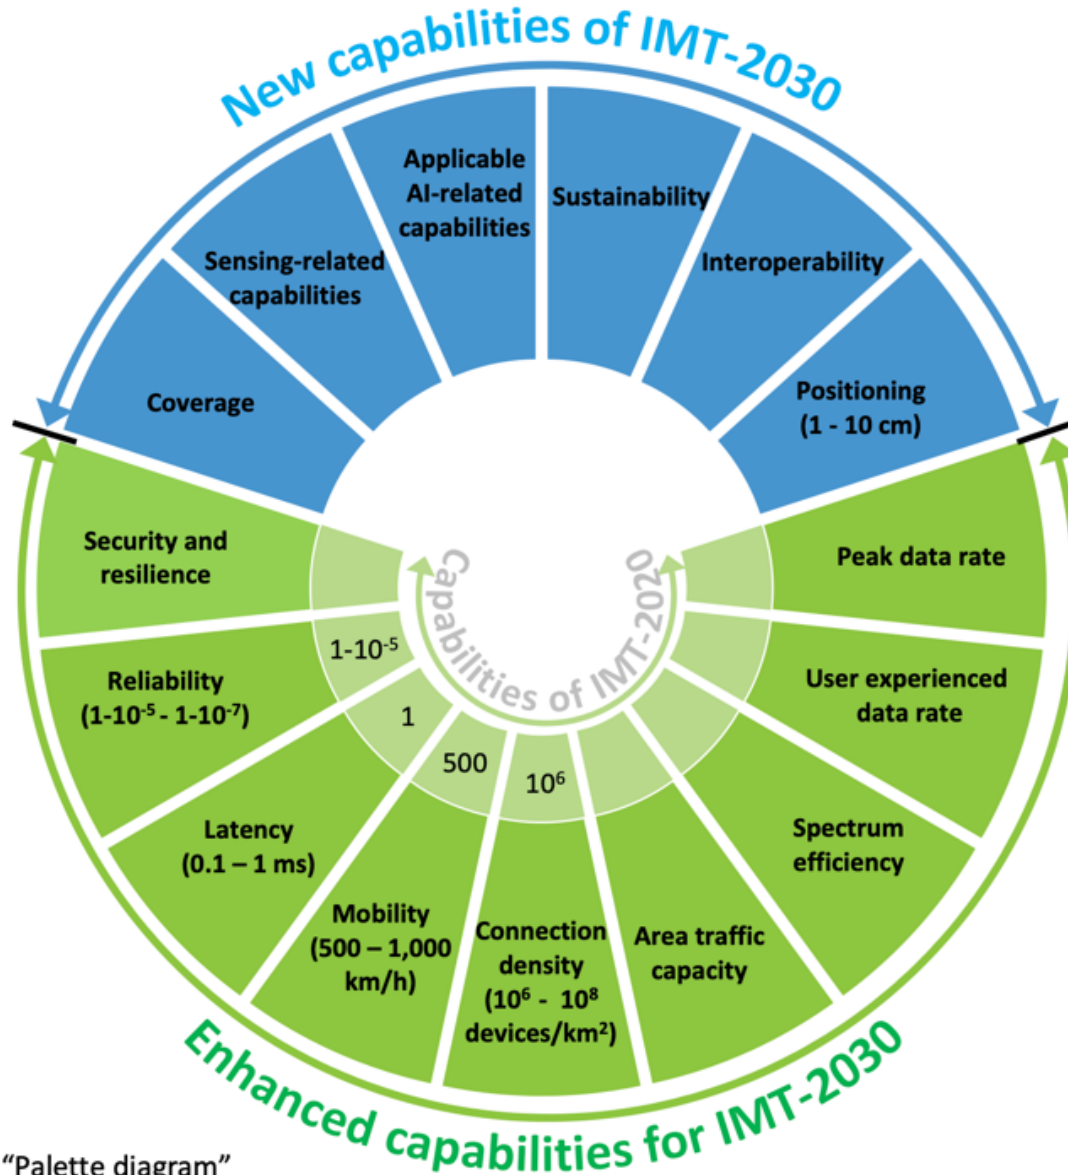 New capabilities of IMT-2030
Applicable
AI-related
capabilities
Sustainability
Sensing-related
capabilities
Interoperability
Coverage
Positioning
(1 - 10 cm)
Security and
resilience
Peak data rate
Capabilities of IMT-2020
1-10⁻⁵
1
500
10⁶
Reliability
(1-10⁻⁵ - 1-10⁻⁷)
User experienced
data rate
Latency
(0.1 – 1 ms)
Spectrum
efficiency
Mobility
(500 – 1,000
km/h)
Connection
density
(10⁶ - 10⁸
devices/km²)
Area traffic
capacity
Enhanced capabilities for IMT-2030
“Palette diagram”